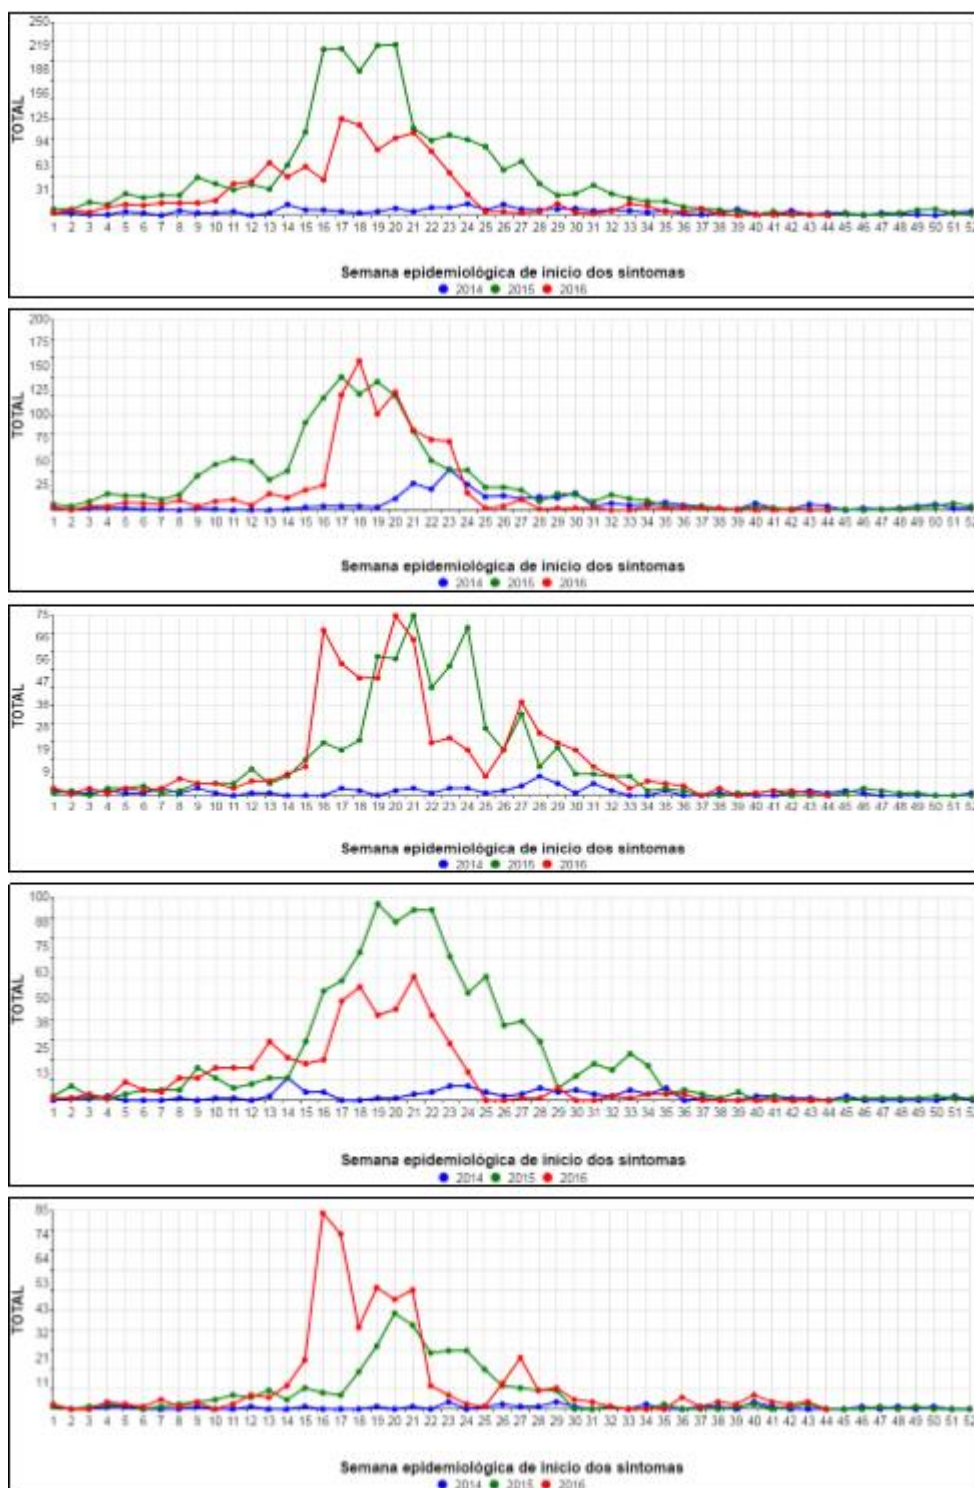 250
219
188
156
125
94
63
31
TOTAL
1 2 3 4 5 6 7 8 9 10 11 12 13 14 15 16 17 18 19 20 21 22 23 24 25 26 27 28 29 30 31 32 33 34 35 36 37 38 39 40 41 42 43 44 45 46 47 48 49 50 51 52
Semana epidemiológica de início dos sintomas
2014 2015 2016
200
175
150
125
100
75
50
25
TOTAL
1 2 3 4 5 6 7 8 9 10 11 12 13 14 15 16 17 18 19 20 21 22 23 24 25 26 27 28 29 30 31 32 33 34 35 36 37 38 39 40 41 42 43 44 45 46 47 48 49 50 51 52
Semana epidemiológica de início dos sintomas
2014 2015 2016
75
66
56
47
38
28
19
9
TOTAL
1 2 3 4 5 6 7 8 9 10 11 12 13 14 15 16 17 18 19 20 21 22 23 24 25 26 27 28 29 30 31 32 33 34 35 36 37 38 39 40 41 42 43 44 45 46 47 48 49 50 51 52
Semana epidemiológica de início dos sintomas
2014 2015 2016
100
88
75
63
50
38
25
13
TOTAL
1 2 3 4 5 6 7 8 9 10 11 12 13 14 15 16 17 18 19 20 21 22 23 24 25 26 27 28 29 30 31 32 33 34 35 36 37 38 39 40 41 42 43 44 45 46 47 48 49 50 51 52
Semana epidemiológica de início dos sintomas
2014 2015 2016
85
74
64
53
43
32
21
11
TOTAL
1 2 3 4 5 6 7 8 9 10 11 12 13 14 15 16 17 18 19 20 21 22 23 24 25 26 27 28 29 30 31 32 33 34 35 36 37 38 39 40 41 42 43 44 45 46 47 48 49 50 51 52
Semana epidemiológica de início dos sintomas
2014 2015 2016